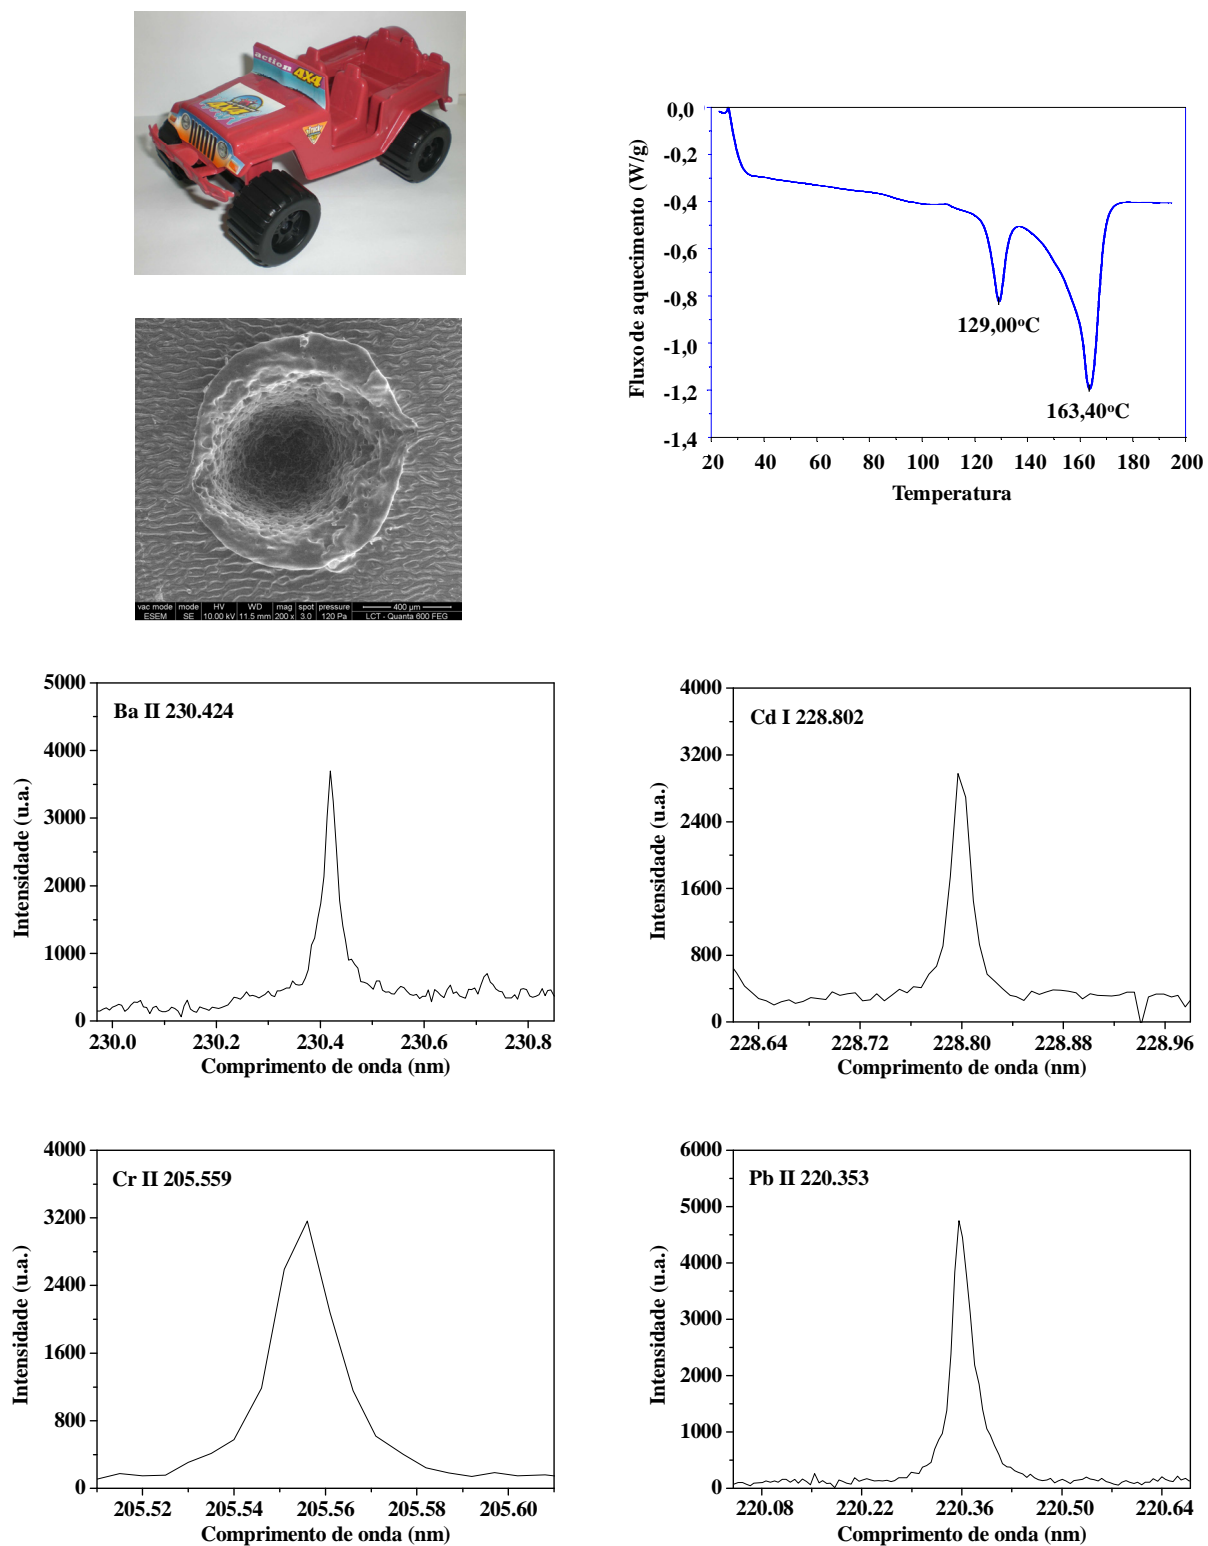 action 4X4
4X4
0,0
-0,2
-0,4
-0,6
-0,8
-1,0
-1,2
-1,4
Fluxo de aquecimento (W/g)
129,00ºC
163,40ºC
20 40 60 80 100 120 140 160 180 200
Temperatura
vac mode mode HV WD mag spot pressure 400 µm
ESEM SE 10.00 kV 11.5 mm 200 x 3.0 120 Pa LCT - Quanta 600 FEG
Ba II 230.424
5000
4000
3000
2000
1000
0
Intensidade (u.a.)
230.0 230.2 230.4 230.6 230.8
Comprimento de onda (nm)
Cd I 228.802
4000
3200
2400
1600
800
0
Intensidade (u.a.)
228.64 228.72 228.80 228.88 228.96
Comprimento de onda (nm)
Cr II 205.559
4000
3200
2400
1600
800
0
Intensidade (u.a.)
205.52 205.54 205.56 205.58 205.60
Comprimento de onda (nm)
Pb II 220.353
6000
5000
4000
3000
2000
1000
0
Intensidade (u.a.)
220.08 220.22 220.36 220.50 220.64
Comprimento de onda (nm)